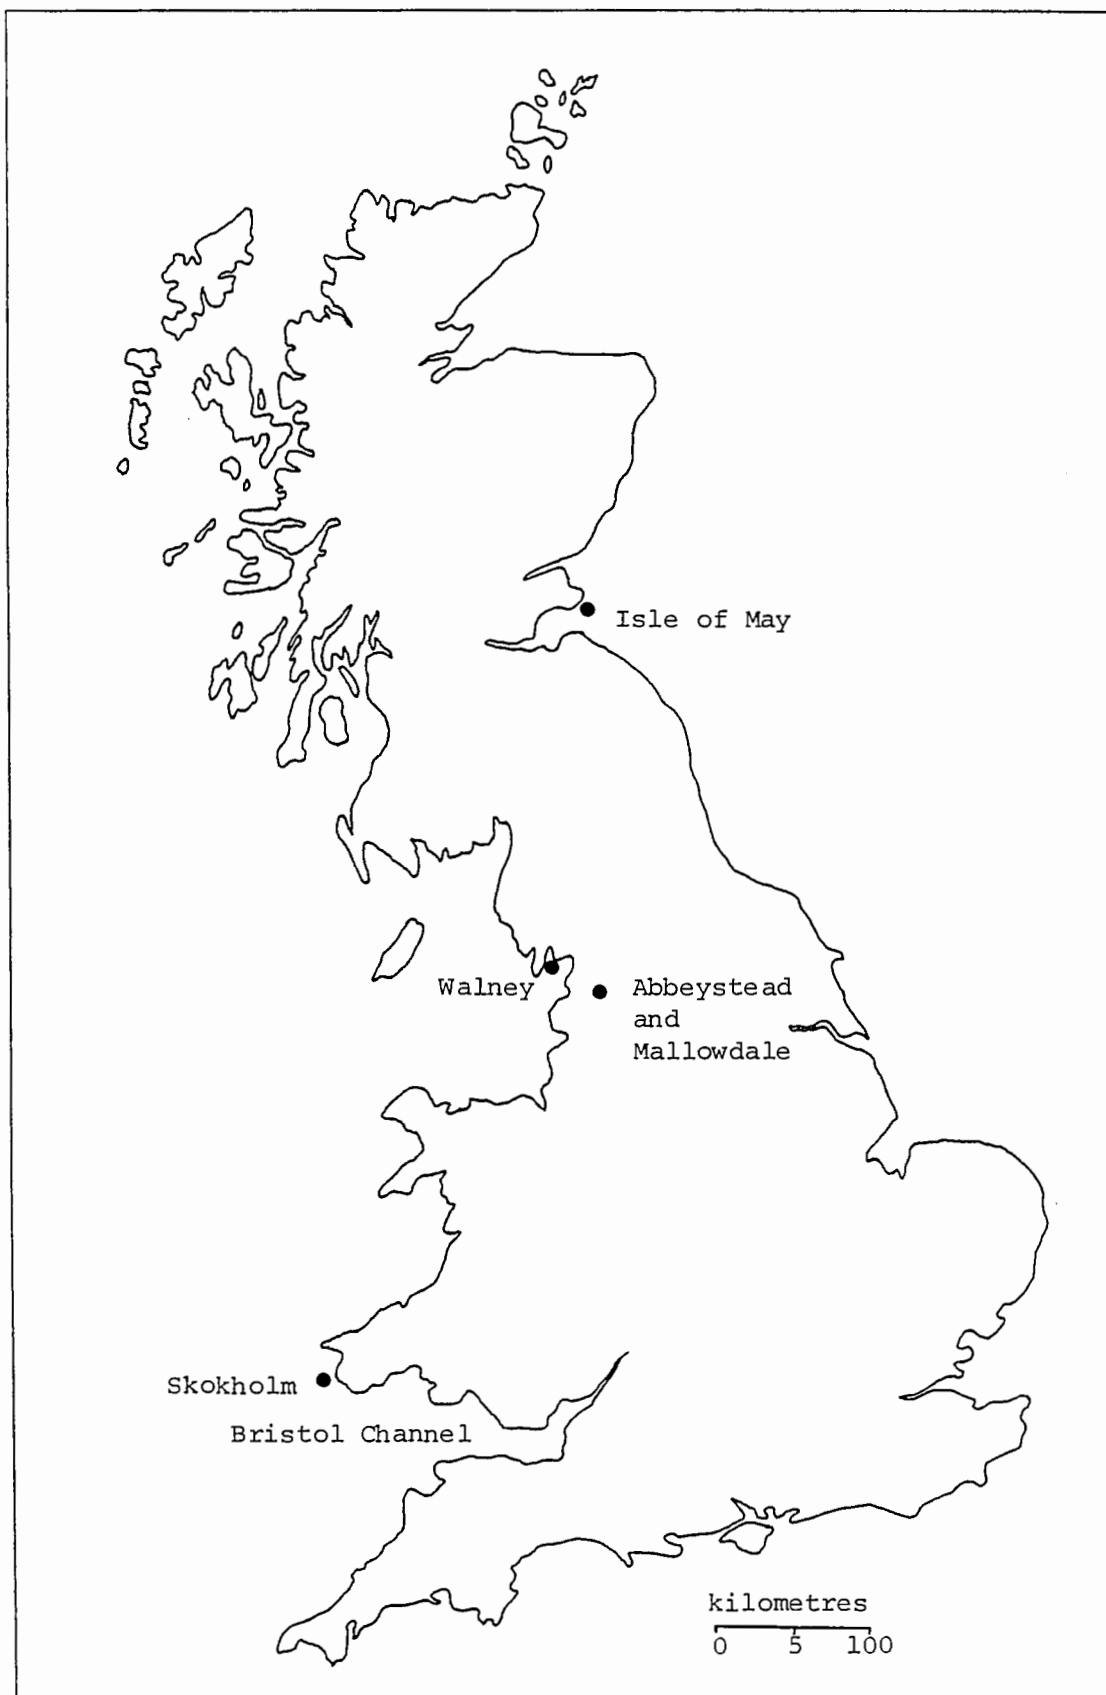 Isle of May
Walney
Abbeystead
and
Mallowdale
Skokholm
Bristol Channel
kilometres
0 5 100